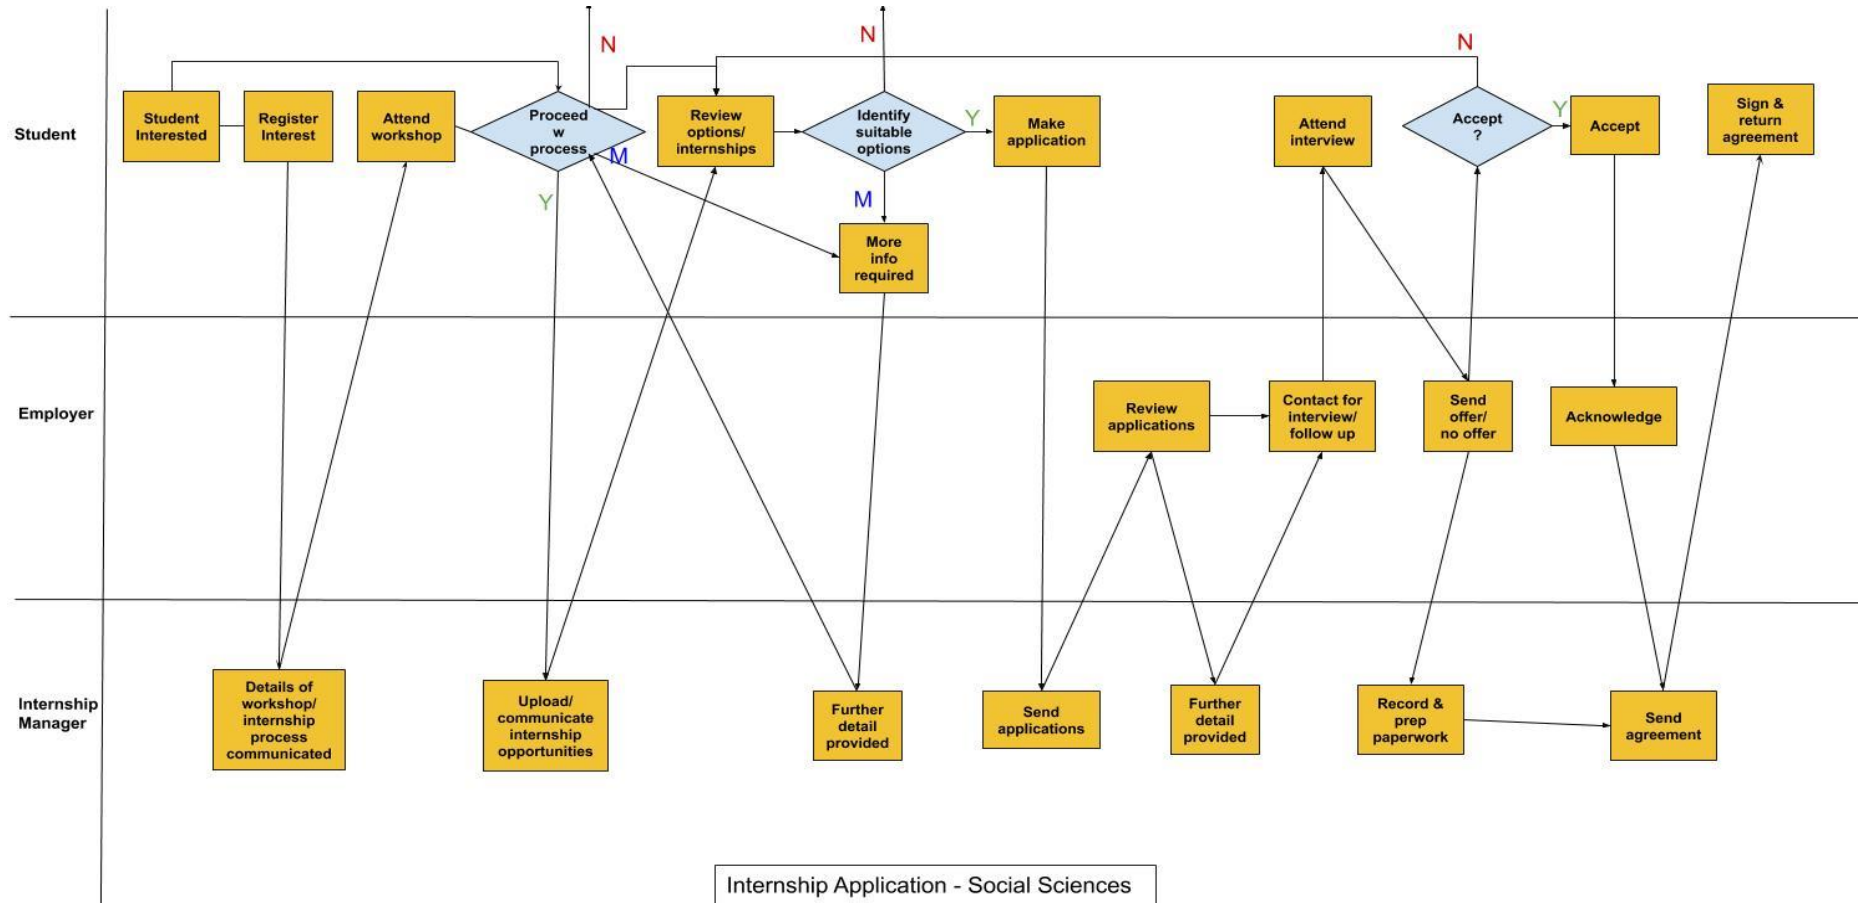 N
N
N
Student
Student
Interested
Register
Interest
Attend
workshop
Proceed
w
process
M
Y
Review
options/
internships
Identify
suitable
options
Y
M
Make
application
More
info
required
Attend
interview
Accept
?
Y
Accept
Sign &
return
agreement
Employer
Review
applications
Contact for
interview/
follow up
Send
offer/
no offer
Acknowledge
Internship
Manager
Details of
workshop/
internship
process
communicated
Upload/
communicate
internship
opportunities
Further
detail
provided
Send
applications
Further
detail
provided
Record &
prep
paperwork
Send
agreement
Internship Application - Social Sciences